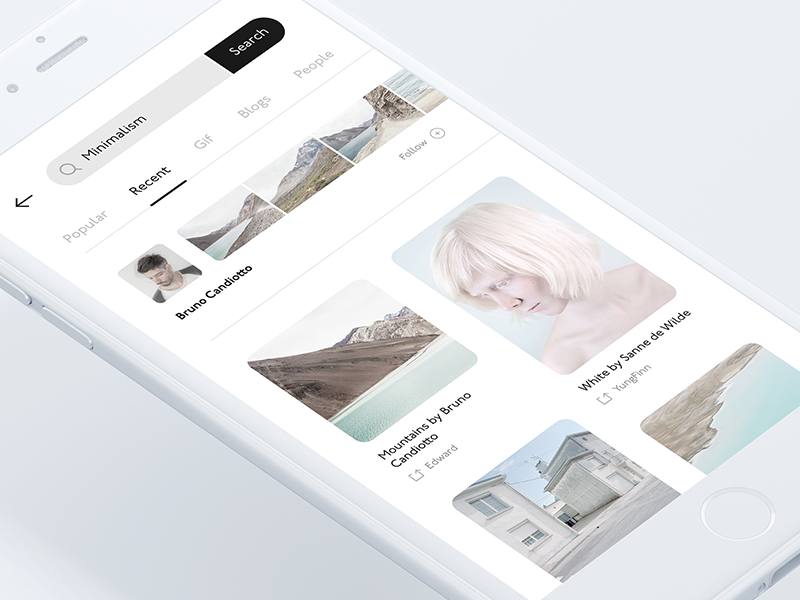 Minimalism
Search
Popular
Recent
Gif
Blogs
People
Bruno Candiotto
Follow
Mountains by Bruno
Candiotto
Edward
White by Sanne de Wilde
YungFinn